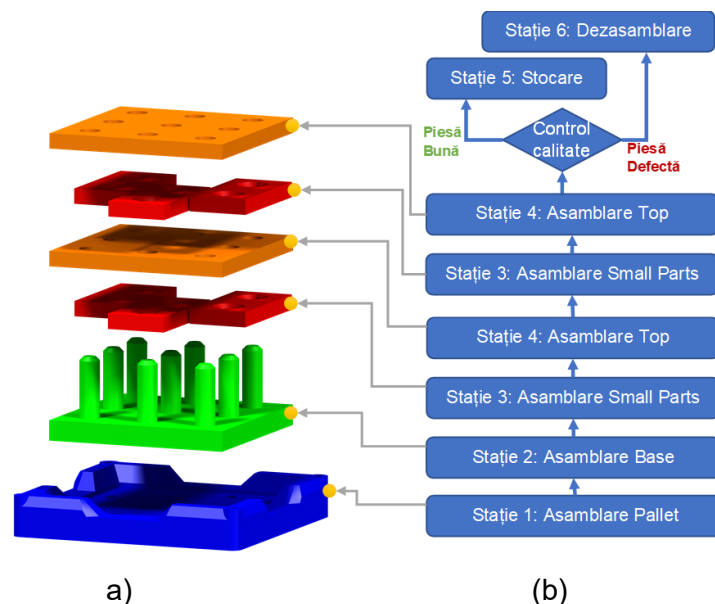 Stație 6: Dezasamblare
Stație 5: Stocare
Control
calitate
Piesă
Bună
Piesă
Defectă
Stație 4: Asamblare Top
Stație 3: Asamblare Small Parts
Stație 4: Asamblare Top
Stație 3: Asamblare Small Parts
Stație 2: Asamblare Base
Stație 1: Asamblare Pallet
a)
(b)